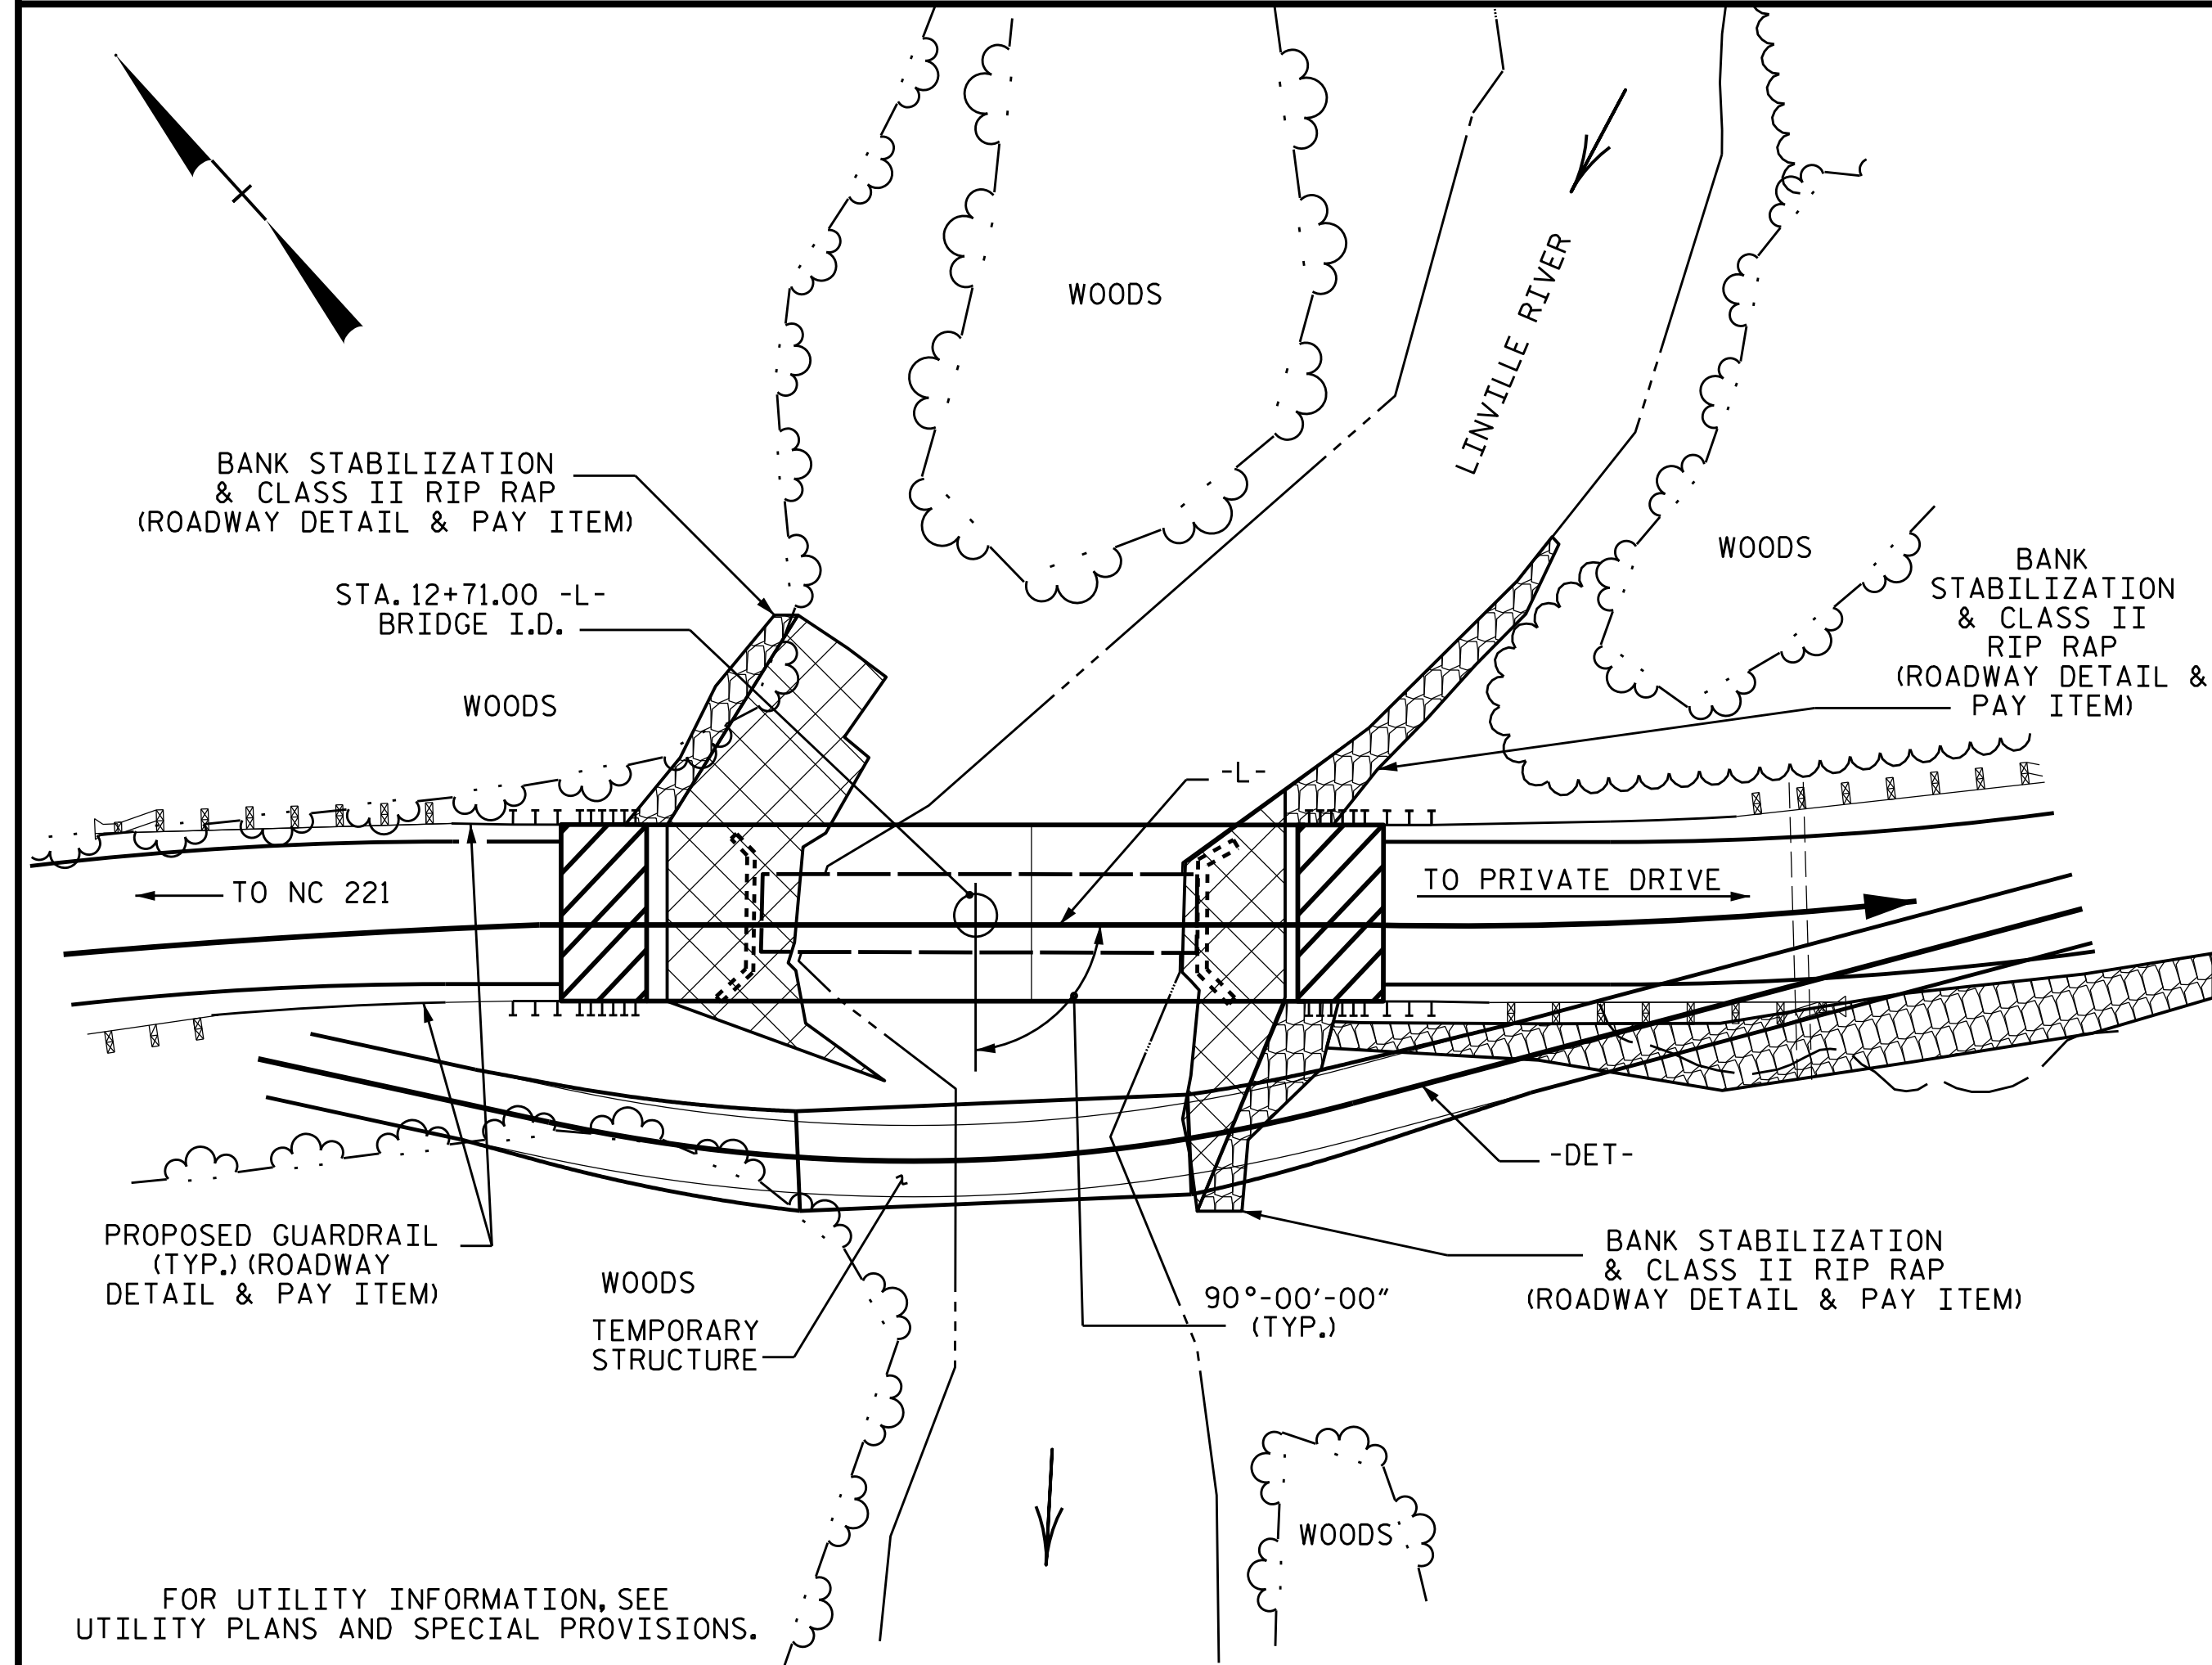 WOODS
LINVILLE RIVER
BANK STABILIZATION
& CLASS II RIP RAP
(ROADWAY DETAIL & PAY ITEM)
STA. 12+71.00 -L-
BRIDGE I.D.
WOODS
WOODS
BANK
STABILIZATION
& CLASS II
RIP RAP
(ROADWAY DETAIL &
PAY ITEM)
-L-
TO NC 221
TO PRIVATE DRIVE
-DET-
PROPOSED GUARDRAIL
(TYP.) (ROADWAY
DETAIL & PAY ITEM)
WOODS
TEMPORARY
STRUCTURE
90°-00'-00"
(TYP.)
BANK STABILIZATION
& CLASS II RIP RAP
(ROADWAY DETAIL & PAY ITEM)
WOODS
FOR UTILITY INFORMATION, SEE
UTILITY PLANS AND SPECIAL PROVISIONS.